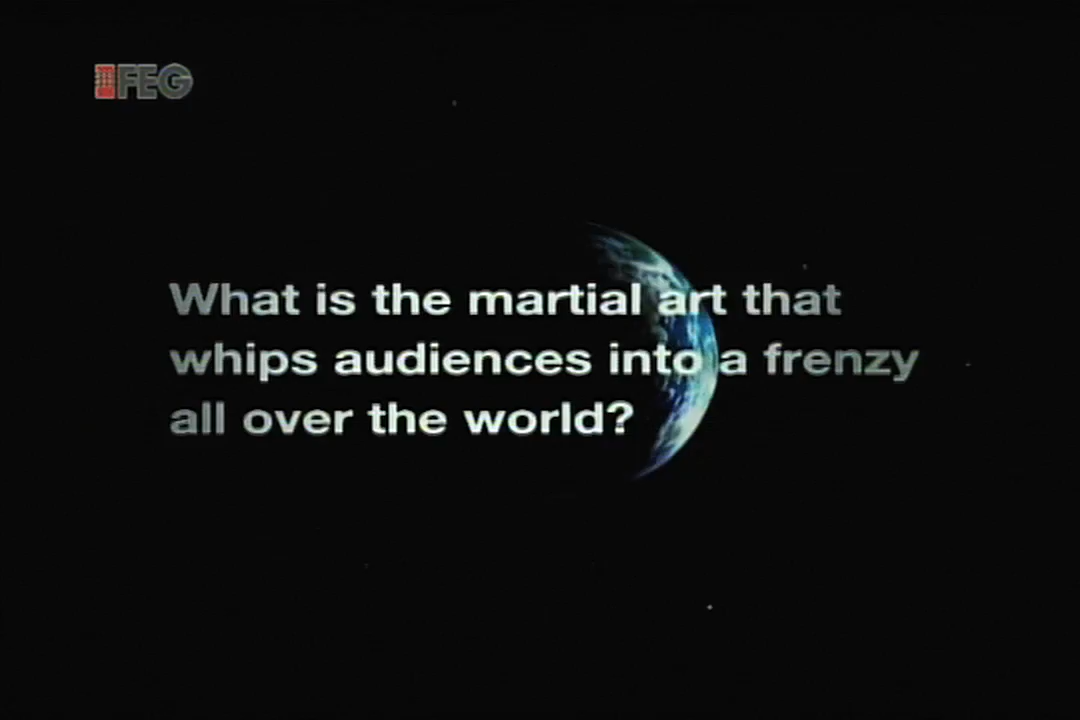 FEG
What is the martial art that
whips audiences into a frenzy
all over the world?